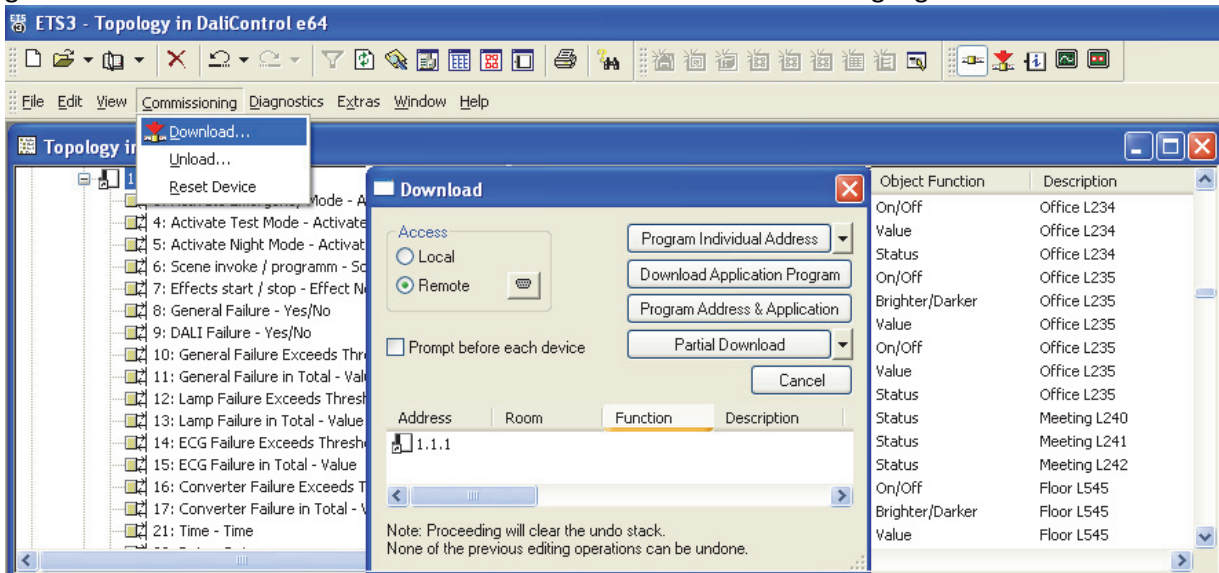 ETS3 - Topology in DaliControl e64
File Edit View Commissioning Diagnostics Extras Window Help
Download...
Unload...
Reset Device
Topology in
1
Mode - A
4: Activate Test Mode - Activate
5: Activate Night Mode - Activat
6: Scene invoke / programm - Sc
7: Effects start / stop - Effect N
8: General Failure - Yes/No
9: DALI Failure - Yes/No
10: General Failure Exceeds Thr
11: General Failure in Total - Val
12: Lamp Failure Exceeds Thresh
13: Lamp Failure in Total - Value
14: ECG Failure Exceeds Thresh
15: ECG Failure in Total - Value
16: Converter Failure Exceeds T
17: Converter Failure in Total - V
21: Time - Time
Download
Access
Local
Remote
Prompt before each device
Program Individual Address
Download Application Program
Program Address & Application
Partial Download
Cancel
Address Room Function Description
1.1.1
Note: Proceeding will clear the undo stack.
None of the previous editing operations can be undone.
Object Function Description
On/Off Office L234
Value Office L234
Status Office L234
On/Off Office L235
Brighter/Darker Office L235
Value Office L235
On/Off Office L235
Value Office L235
Status Office L235
Status Meeting L240
Status Meeting L241
Status Meeting L242
On/Off Floor L545
Brighter/Darker Floor L545
Value Floor L545